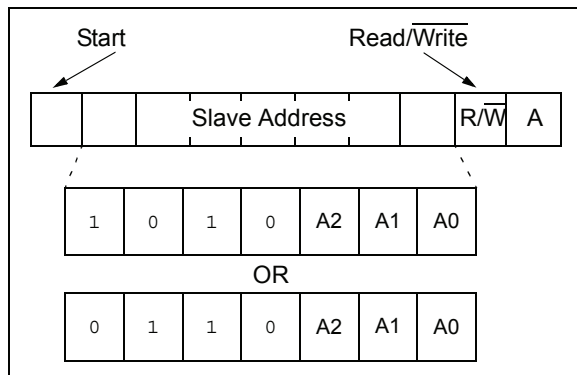 Start Read/W̅r̅i̅t̅e̅
Slave Address R/W̅ A
1 0 1 0 A2 A1 A0
OR
0 1 1 0 A2 A1 A0